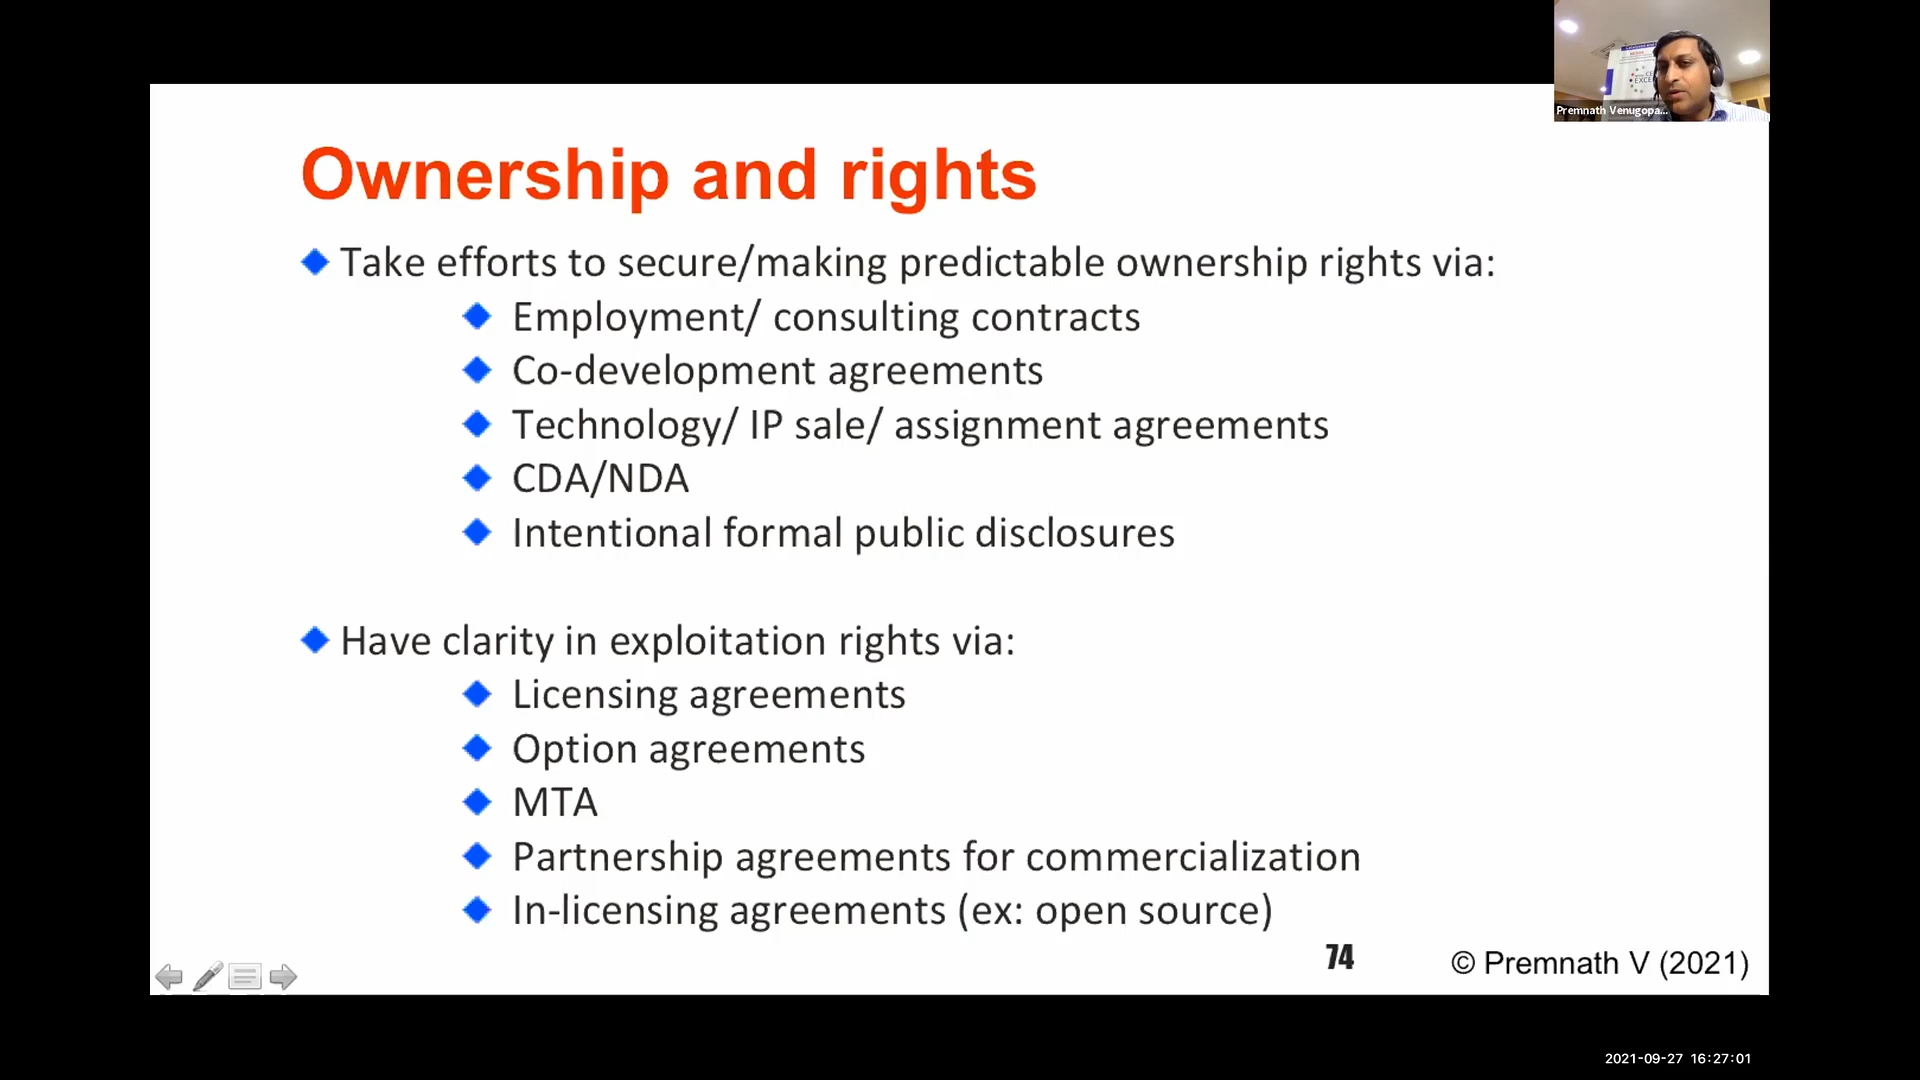 Premnath Venugopa...
Ownership and rights
Take efforts to secure/making predictable ownership rights via:
Employment/ consulting contracts
Co-development agreements
Technology/ IP sale/ assignment agreements
CDA/NDA
Intentional formal public disclosures
Have clarity in exploitation rights via:
Licensing agreements
Option agreements
MTA
Partnership agreements for commercialization
In-licensing agreements (ex: open source)
74
© Premnath V (2021)
2021-09-27 16:27:01